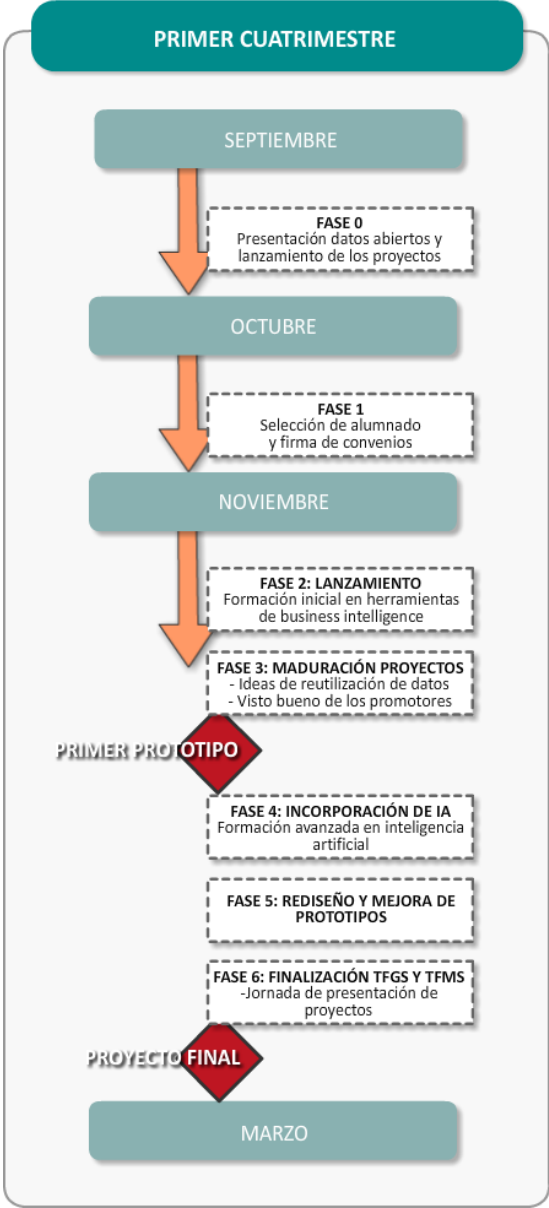 PRIMER CUATRIMESTRE
SEPTIEMBRE
FASE 0
Presentación datos abiertos y
lanzamiento de los proyectos
OCTUBRE
FASE 1
Selección de alumnado
y firma de convenios
NOVIEMBRE
FASE 2: LANZAMIENTO
Formación inicial en herramientas
de business intelligence
FASE 3: MADURACIÓN PROYECTOS
- Ideas de reutilización de datos
- Visto bueno de los promotores
PRIMER PROTOTIPO
FASE 4: INCORPORACIÓN DE IA
Formación avanzada en inteligencia
artificial
FASE 5: REDISEÑO Y MEJORA DE
PROTOTIPOS
FASE 6: FINALIZACIÓN TFGS Y TFMS
-Jornada de presentación de
proyectos
PROYECTO FINAL
MARZO